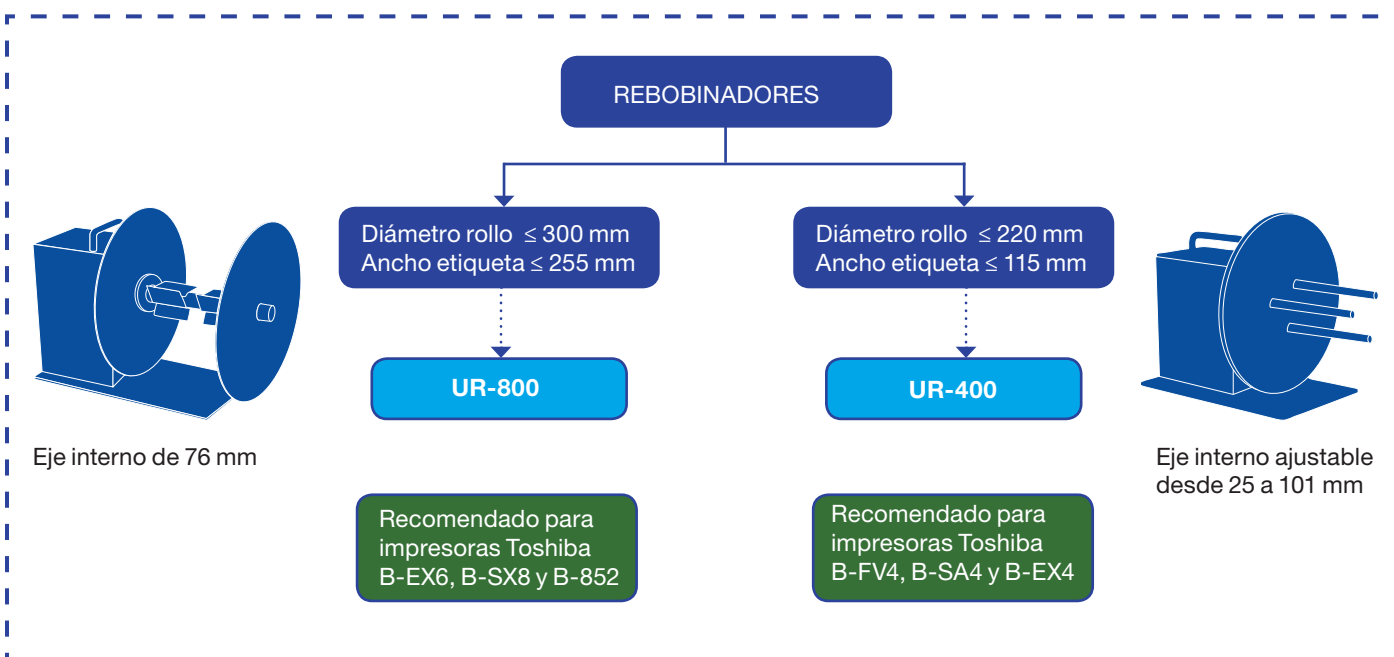 REBOBINADORES
Diámetro rollo ≤ 300 mm
Ancho etiqueta ≤ 255 mm
Diámetro rollo ≤ 220 mm
Ancho etiqueta ≤ 115 mm
UR-800
UR-400
Eje interno de 76 mm
Eje interno ajustable
desde 25 a 101 mm
Recomendado para
impresoras Toshiba
B-EX6, B-SX8 y B-852
Recomendado para
impresoras Toshiba
B-FV4, B-SA4 y B-EX4